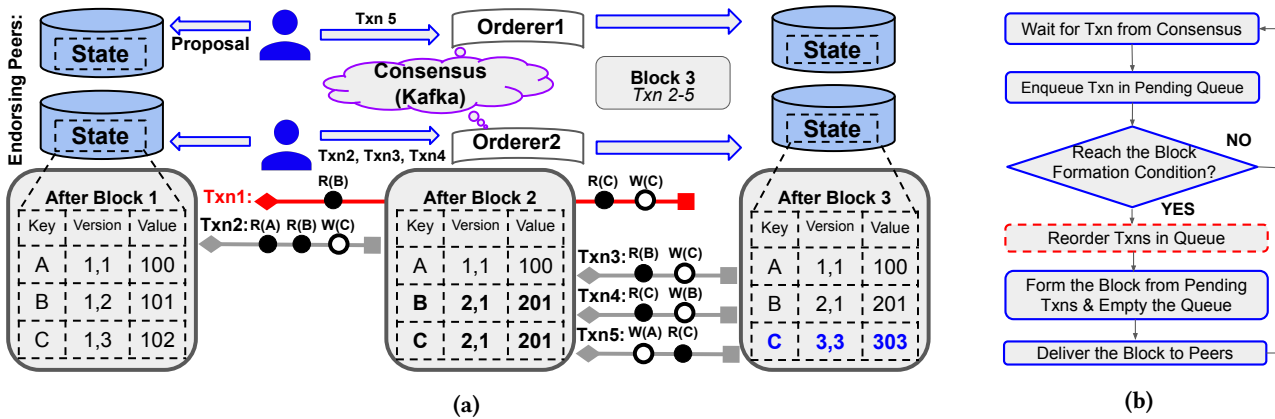 Endorsing Peers:
State
Proposal
Txn 5
Orderer1
Consensus
(Kafka)
Block 3
Txn 2-5
State
State
Txn2, Txn3, Txn4
Orderer2
State
After Block 1
Key Version Value
A 1,1 100
B 1,2 101
C 1,3 102
Txn1: R(B) R(C) W(C)
Txn2: R(A) R(B) W(C)
After Block 2
Key Version Value
A 1,1 100
B 2,1 201
C 2,1 201
Txn3: R(B) W(C)
Txn4: R(C) W(B)
Txn5: W(A) R(C)
After Block 3
Key Version Value
A 1,1 100
B 2,1 201
C 3,3 303
(a)
Wait for Txn from Consensus
Enqueue Txn in Pending Queue
Reach the Block
Formation Condition?
NO
YES
Reorder Txns in Queue
Form the Block from Pending
Txns & Empty the Queue
Deliver the Block to Peers
(b)